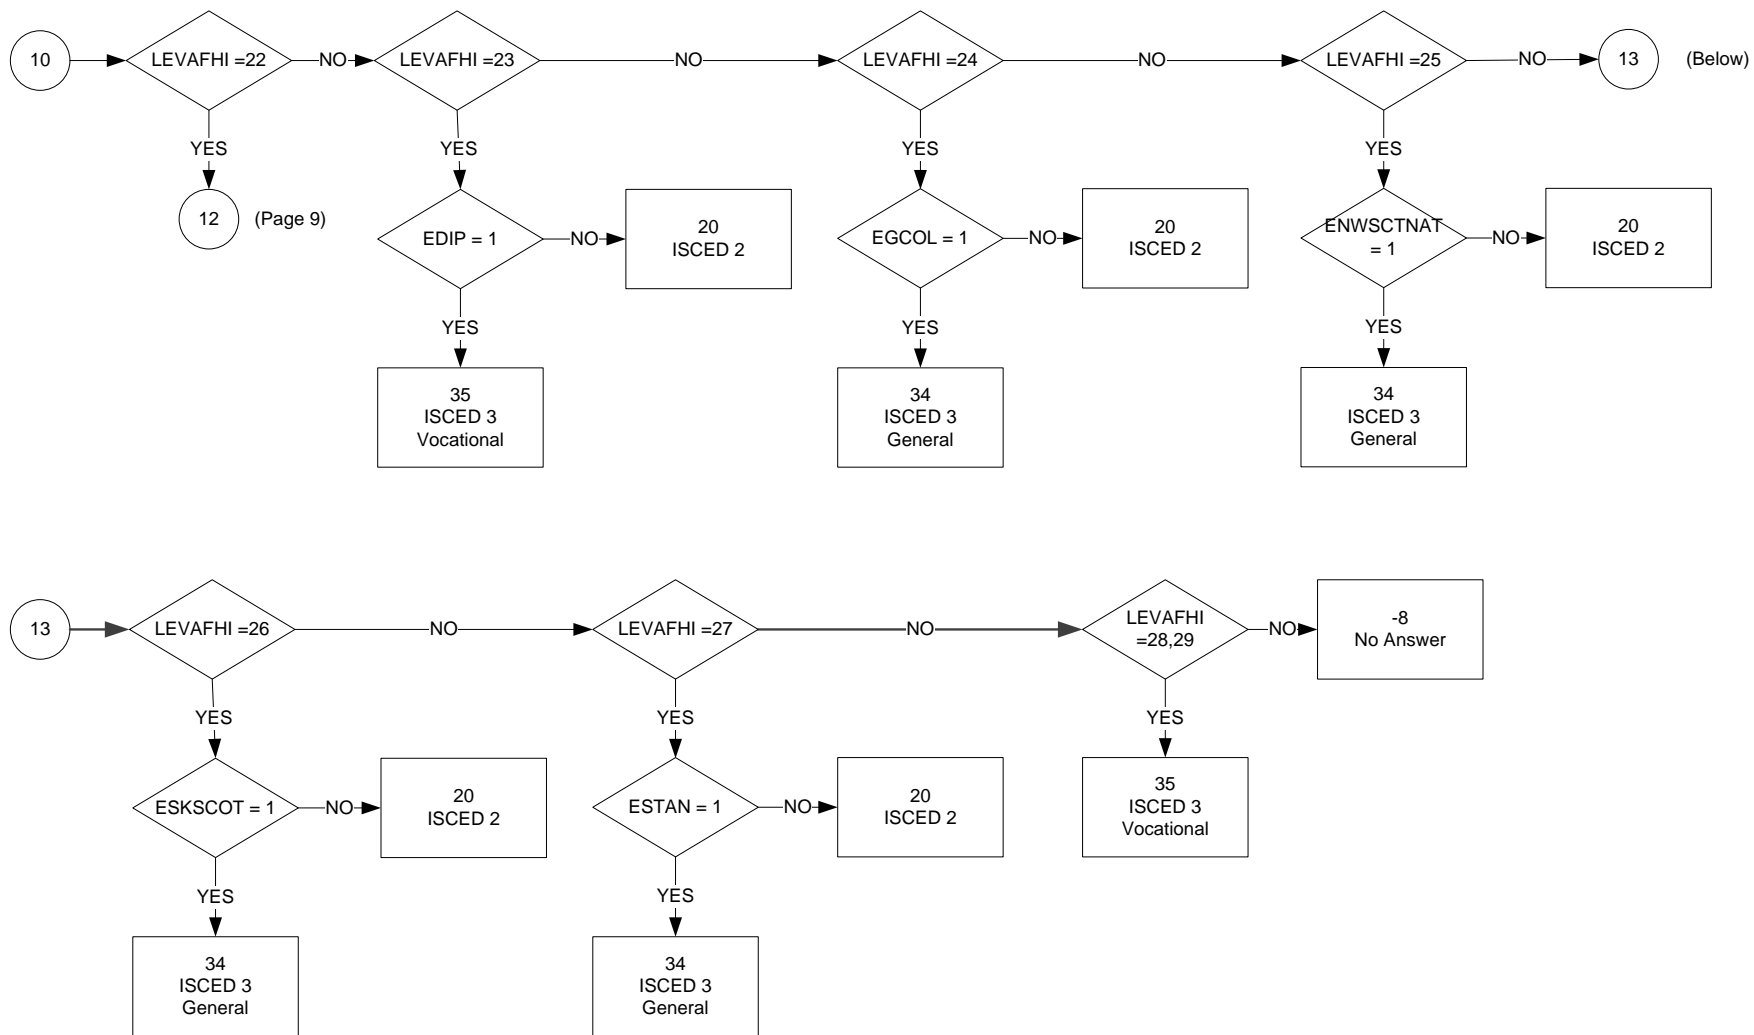 10
LEVAFHI =22
NO
LEVAFHI =23
NO
LEVAFHI =24
NO
LEVAFHI =25
NO
13
(Below)
YES
YES
YES
YES
12
(Page 9)
EDIP = 1
NO
20
ISCED 2
EGCOL = 1
NO
20
ISCED 2
ENWSCTNAT
= 1
NO
20
ISCED 2
YES
YES
YES
35
ISCED 3
Vocational
34
ISCED 3
General
34
ISCED 3
General
13
LEVAFHI =26
NO
LEVAFHI =27
NO
LEVAFHI
=28,29
NO
-8
No Answer
YES
YES
YES
ESKSCOT = 1
NO
20
ISCED 2
ESTAN = 1
NO
20
ISCED 2
35
ISCED 3
Vocational
YES
YES
34
ISCED 3
General
34
ISCED 3
General